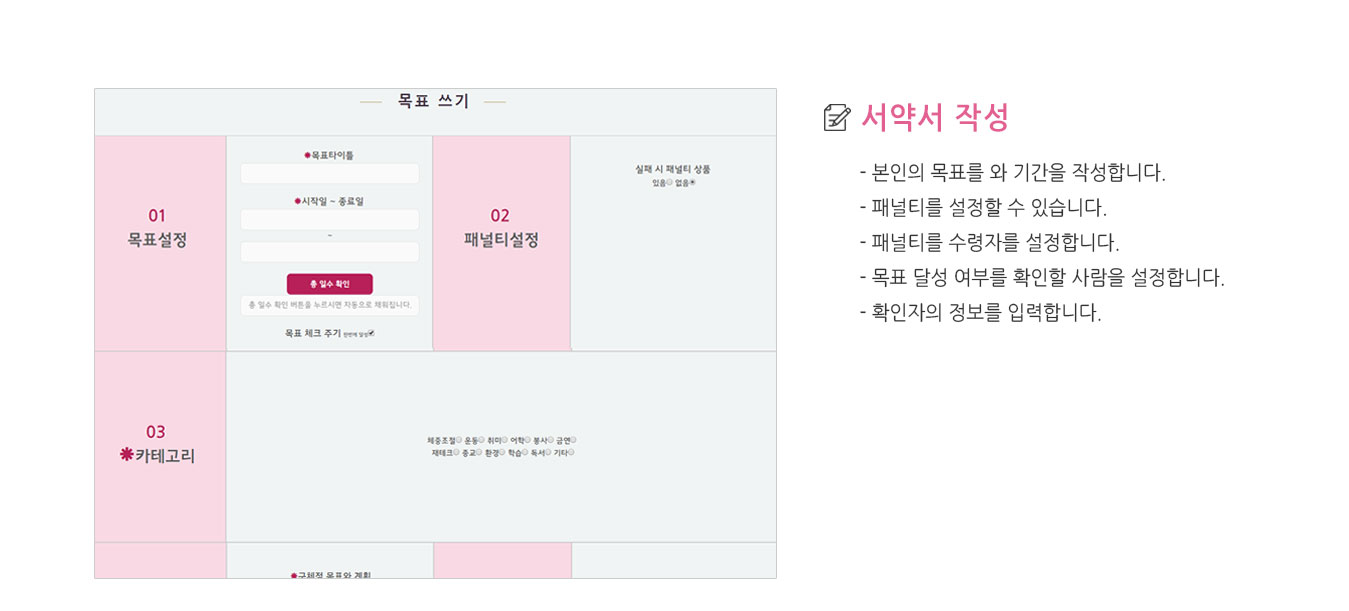 목표 쓰기
01
목표설정
✱목표타이틀
✱시작일 ~ 종료일
~
총 일수 확인
총 일수 확인 버튼을 누르시면 자동으로 채워집니다.
목표 체크 주기 한번에 달성
02
패널티설정
실패 시 패널티 상품
있음 없음
03
✱카테고리
체중조절 운동 취미 어학 봉사 금연
재테크 종교 환경 학습 독서 기타
✱구체적 목표와 계획
서약서 작성
- 본인의 목표를 와 기간을 작성합니다.
- 패널티를 설정할 수 있습니다.
- 패널티를 수령자를 설정합니다.
- 목표 달성 여부를 확인할 사람을 설정합니다.
- 확인자의 정보를 입력합니다.